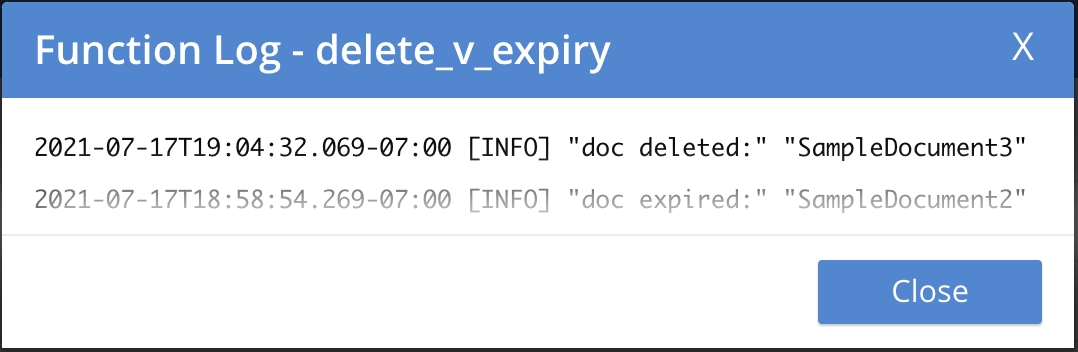 Function Log - delete_v_expiry
X
2021-07-17T19:04:32.069-07:00 [INFO] "doc deleted:" "SampleDocument3"
2021-07-17T18:58:54.269-07:00 [INFO] "doc expired:" "SampleDocument2"
Close